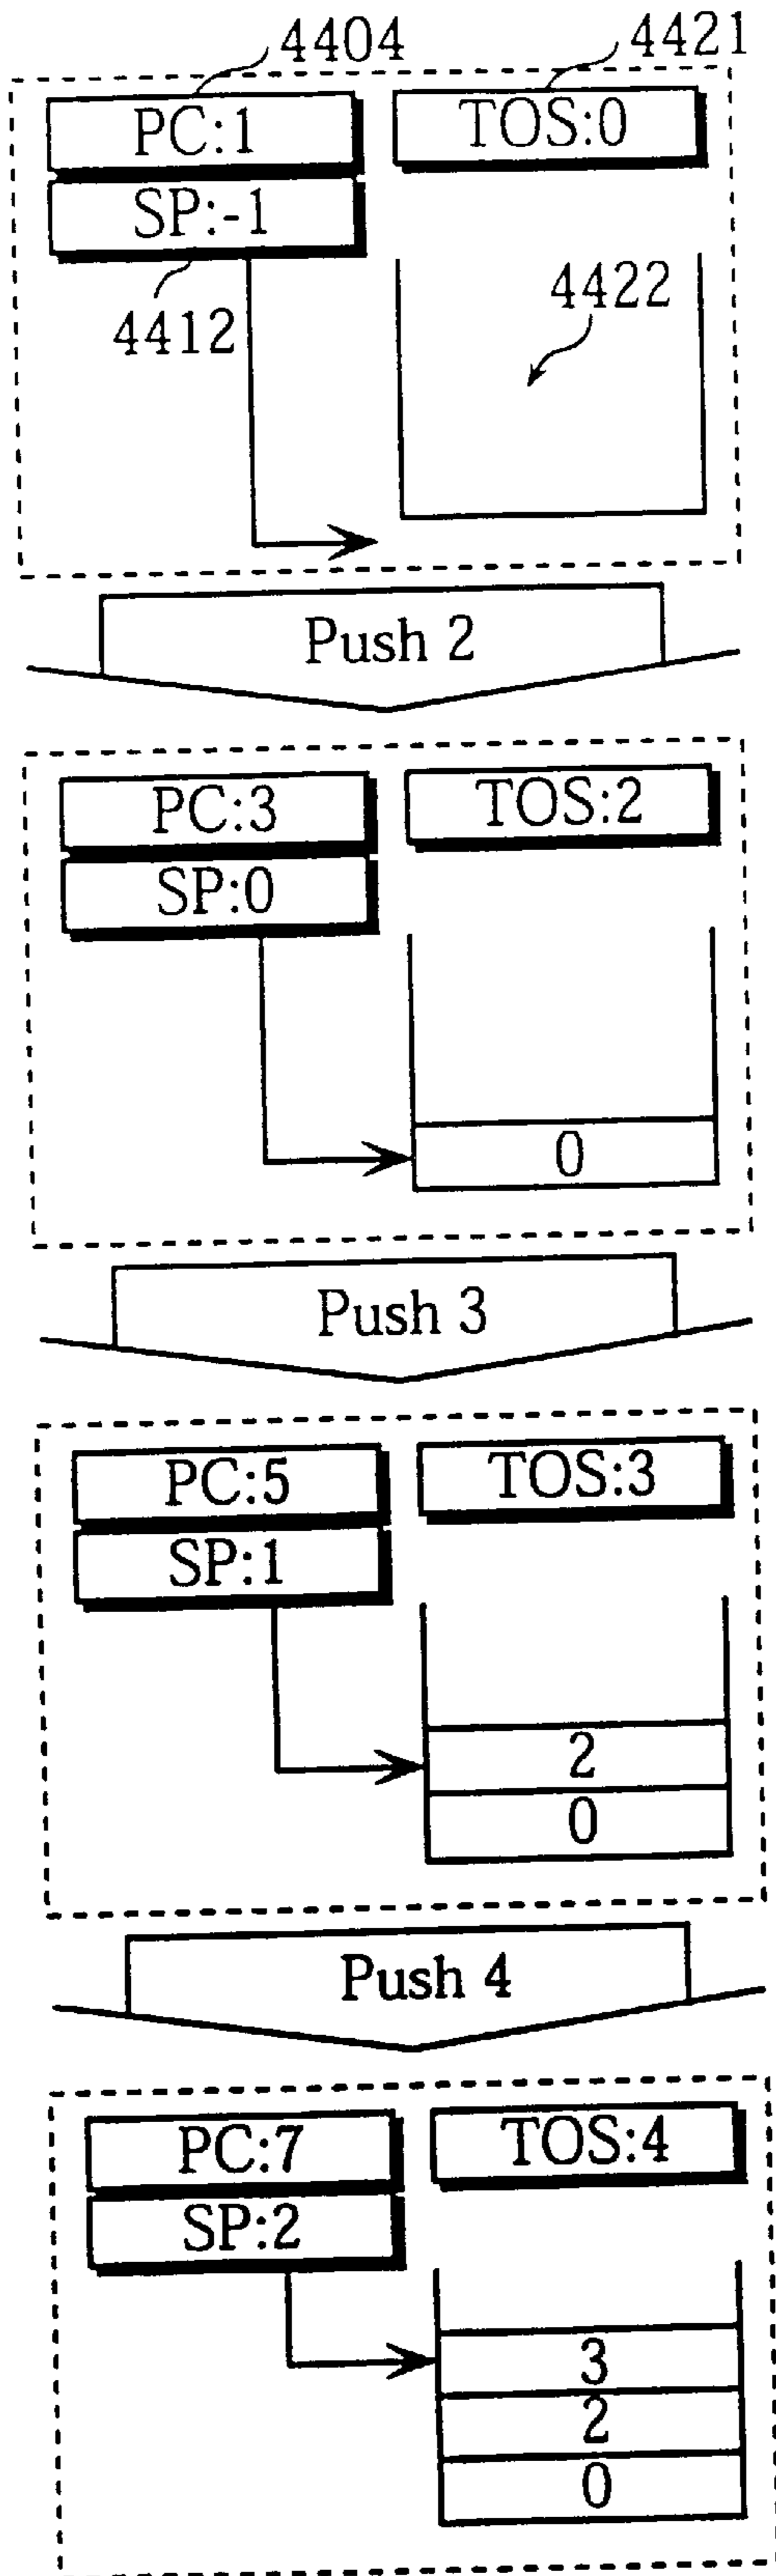 4404 4421
PC:1 TOS:0
SP:-1
4422
4412
Push 2
PC:3 TOS:2
SP:0
0
Push 3
PC:5 TOS:3
SP:1
2
0
Push 4
PC:7 TOS:4
SP:2
3
2
0